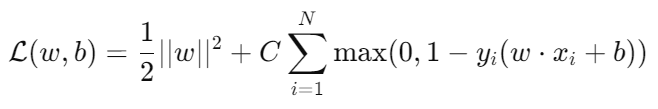 $\mathcal{L}(w, b) = \frac{1}{2}||w||^2 + C \sum_{i=1}^{N} \max(0, 1 - y_i(w \cdot x_i + b))$